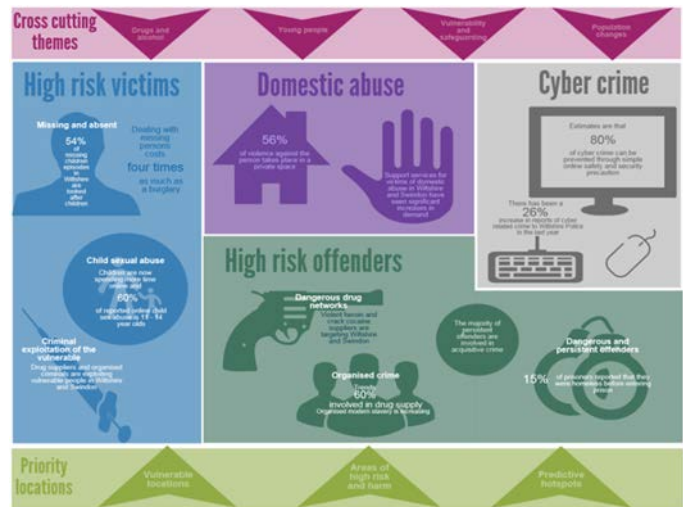 Cross cutting
themes
Drugs and
alcohol
Young people
Vulnerability
and
safeguarding
Population
changes
High risk victims
Missing and absent
54%
of missing
children
episodes
in
Wiltshire
are
looked
after
children
Dealing with
missing
persons
costs
four times
as much as
a burglary
Child sexual abuse
Children are now
spending more time
online and
60%
of reported online child
sex abuse is 11 - 14
year olds
Criminal
exploitation of the
vulnerable
Drug suppliers and organised
criminals are exploiting
vulnerable people in Wiltshire
and Swindon
Domestic abuse
56%
of violence against the
person takes place in a
private space
Support services for
victims of domestic
abuse in Wiltshire
and Swindon have
seen significant
increases in
demand
Cyber crime
Estimates are that
80%
of cyber crime can be
prevented through simple
online safety and security
precaution
There has been a
26%
increase in reports of cyber
related crime to Wiltshire Police
in the last year
High risk offenders
Dangerous drug
networks
Violent heroin and
crack cocaine
suppliers are
targeting Wiltshire
and Swindon
Organised crime
60%
involved in drug supply
Organised modern slavery is increasing
The majority of
persistent
offenders are
involved in
acquisitive crime
Dangerous and
persistent offenders
15%
of prisoners reported that they
were homeless before entering
prison
Priority
locations
Vulnerable
locations
Areas of
high risk
and harm
Predictive
hotspots